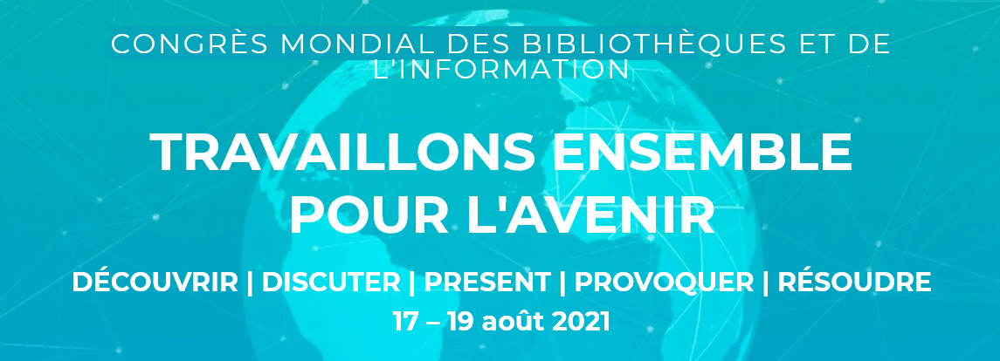 CONGRÈS MONDIAL DES BIBLIOTHÈQUES ET DE
L'INFORMATION
TRAVAILLONS ENSEMBLE
POUR L'AVENIR
DÉCOUVRIR | DISCUTER | PRESENT | PROVOQUER | RÉSOUDRE
17 – 19 août 2021